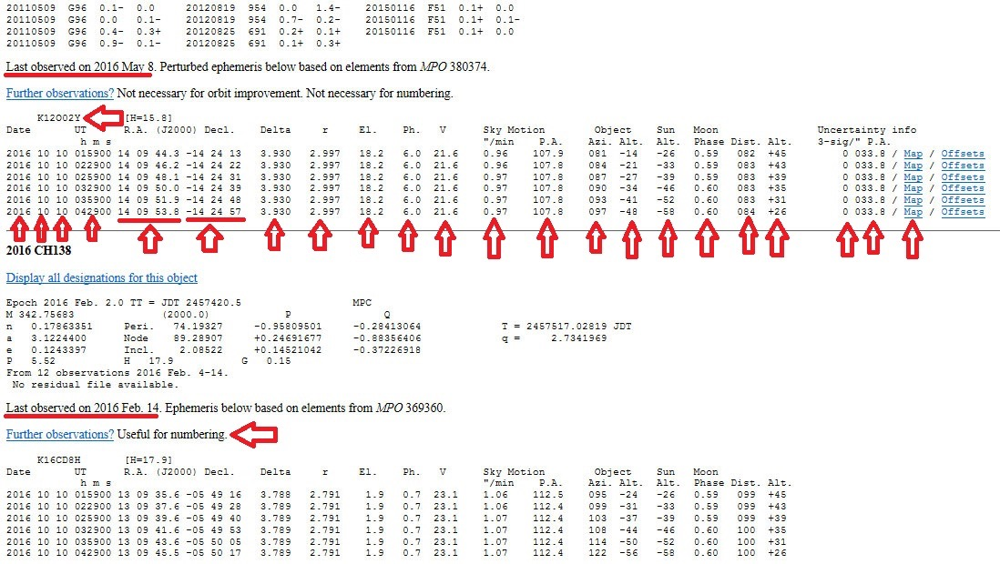 20110509 G96 0.1- 0.0 20120819 954 0.0 1.4- 20150116 F51 0.1+ 0.0
20110509 G96 0.0 0.1- 20120819 954 0.7- 0.2- 20150116 F51 0.1+ 0.1-
20110509 G96 0.4- 0.3+ 20120825 691 0.2+ 0.1+ 20150116 F51 0.1+ 0.0
20110509 G96 0.9- 0.1- 20120825 691 0.1+ 0.3+
Last observed on 2016 May 8. Perturbed ephemeris below based on elements from MPO 380374.
Further observations? Not necessary for orbit improvement. Not necessary for numbering.
K12O02Y [H=15.8]
Date UT R.A. (J2000) Decl. Delta r El. Ph. V Sky Motion Object Sun Moon Uncertainty info
h m s "/min P.A. Azi. Alt. Alt. Phase Dist. Alt. 3-sig/" P.A.
2016 10 10 015900 14 09 44.3 -14 24 13 3.930 2.997 18.2 6.0 21.6 0.96 107.9 081 -14 -26 0.59 082 +45 0 033.8 / Map / Offsets
2016 10 10 022900 14 09 46.2 -14 24 22 3.930 2.997 18.2 6.0 21.6 0.96 107.8 084 -21 -33 0.59 083 +43 0 033.8 / Map / Offsets
2016 10 10 025900 14 09 48.1 -14 24 31 3.930 2.997 18.2 6.0 21.6 0.97 107.8 087 -27 -39 0.59 083 +39 0 033.8 / Map / Offsets
2016 10 10 032900 14 09 50.0 -14 24 39 3.930 2.997 18.2 6.0 21.6 0.97 107.8 090 -34 -46 0.60 083 +35 0 033.8 / Map / Offsets
2016 10 10 035900 14 09 51.9 -14 24 48 3.930 2.997 18.2 6.0 21.6 0.97 107.8 093 -41 -52 0.60 083 +31 0 033.8 / Map / Offsets
2016 10 10 042900 14 09 53.8 -14 24 57 3.930 2.997 18.2 6.0 21.6 0.97 107.8 097 -48 -58 0.60 084 +26 0 033.8 / Map / Offsets
2016 CH138
Display all designations for this object
Epoch 2016 Feb. 2.0 TT = JDT 2457420.5 MPC
M 342.75683 (2000.0) P Q
n 0.17863351 Peri. 74.19327 -0.95809501 -0.28413064 T = 2457517.02819 JDT
a 3.1224400 Node 89.28907 +0.24691677 -0.88356406 q = 2.7341969
e 0.1243397 Incl. 2.08522 +0.14521042 -0.37226918
P 5.52 H 17.9 G 0.15
From 12 observations 2016 Feb. 4-14.
No residual file available.
Last observed on 2016 Feb. 14. Ephemeris below based on elements from MPO 369360.
Further observations? Useful for numbering.
K16CD8H [H=17.9]
Date UT R.A. (J2000) Decl. Delta r El. Ph. V Sky Motion Object Sun Moon
h m s "/min P.A. Azi. Alt. Alt. Phase Dist. Alt.
2016 10 10 015900 13 09 35.6 -05 49 16 3.788 2.791 1.9 0.7 23.1 1.06 112.5 095 -24 -26 0.59 099 +45
2016 10 10 022900 13 09 37.6 -05 49 28 3.789 2.791 1.9 0.7 23.1 1.06 112.4 099 -31 -33 0.59 099 +43
2016 10 10 025900 13 09 39.6 -05 49 40 3.789 2.791 1.9 0.7 23.1 1.07 112.4 103 -37 -39 0.59 099 +39
2016 10 10 032900 13 09 41.6 -05 49 53 3.789 2.791 1.9 0.7 23.1 1.07 112.4 108 -44 -46 0.60 100 +35
2016 10 10 035900 13 09 43.6 -05 50 05 3.789 2.791 1.9 0.7 23.1 1.07 112.4 114 -50 -52 0.60 100 +31
2016 10 10 042900 13 09 45.5 -05 50 17 3.789 2.791 1.9 0.7 23.1 1.07 112.4 122 -56 -58 0.60 100 +26